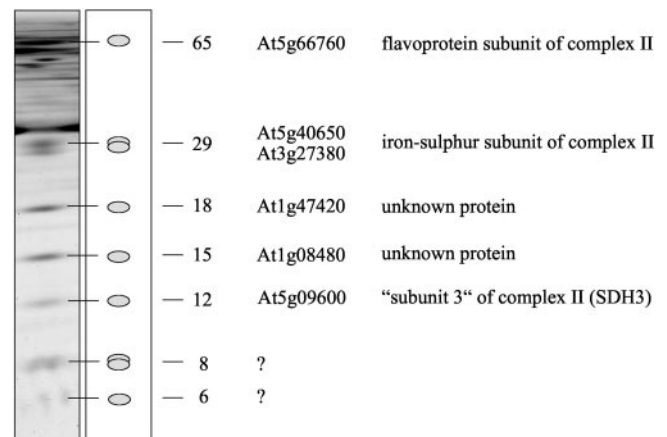 65 At5g66760 flavoprotein subunit of complex II
29 At5g40650 At3g27380 iron-sulphur subunit of complex II
18 At1g47420 unknown protein
15 At1g08480 unknown protein
12 At5g09600 “subunit 3“ of complex II (SDH3)
8 ?
6 ?